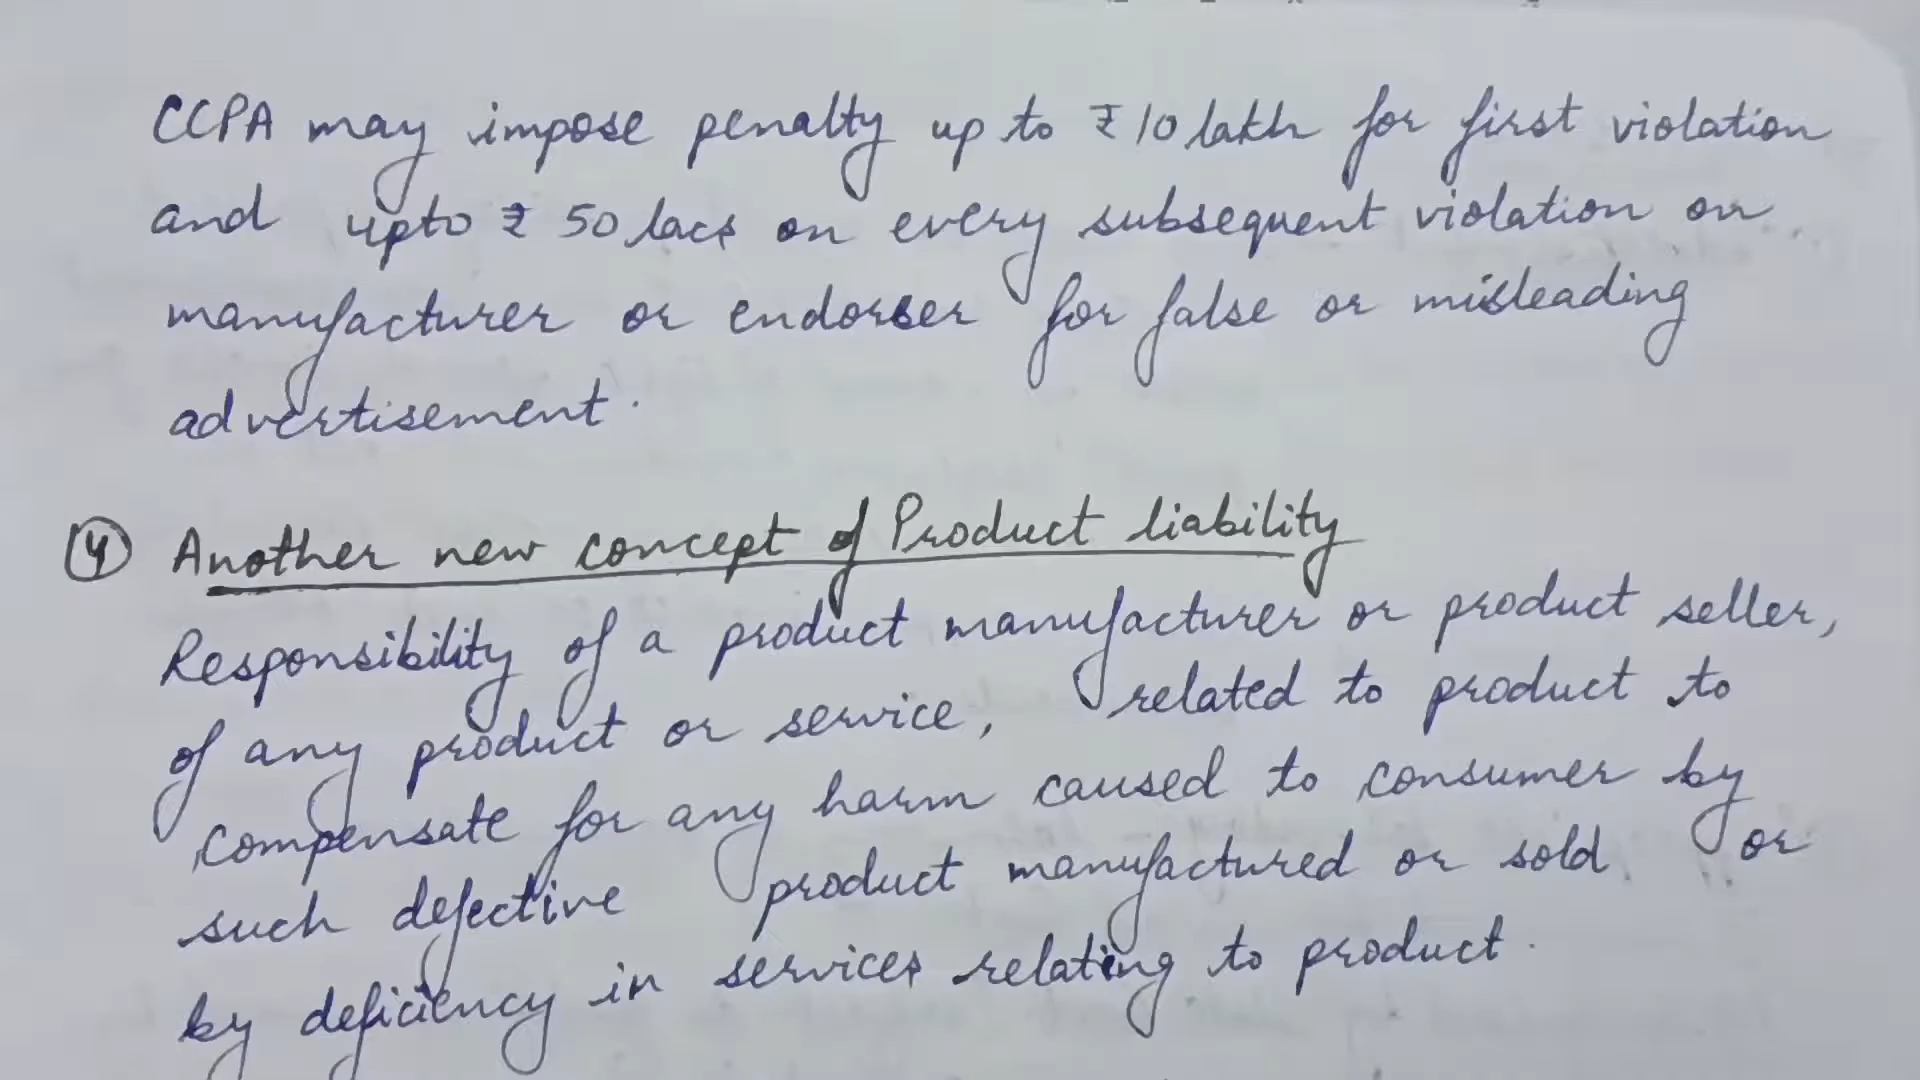 CCPA may impose penalty up to ₹ 10 lakh for first violation
and upto ₹ 50 lacs on every subsequent violation on
manufacturer or endorser for false or misleading
advertisement.
④ Another new concept of Product liability
Responsibility of a product manufacturer or product seller,
of any product or service, related to product to
compensate for any harm caused to consumer by
such defective product manufactured or sold or
by deficiency in services relating to product.